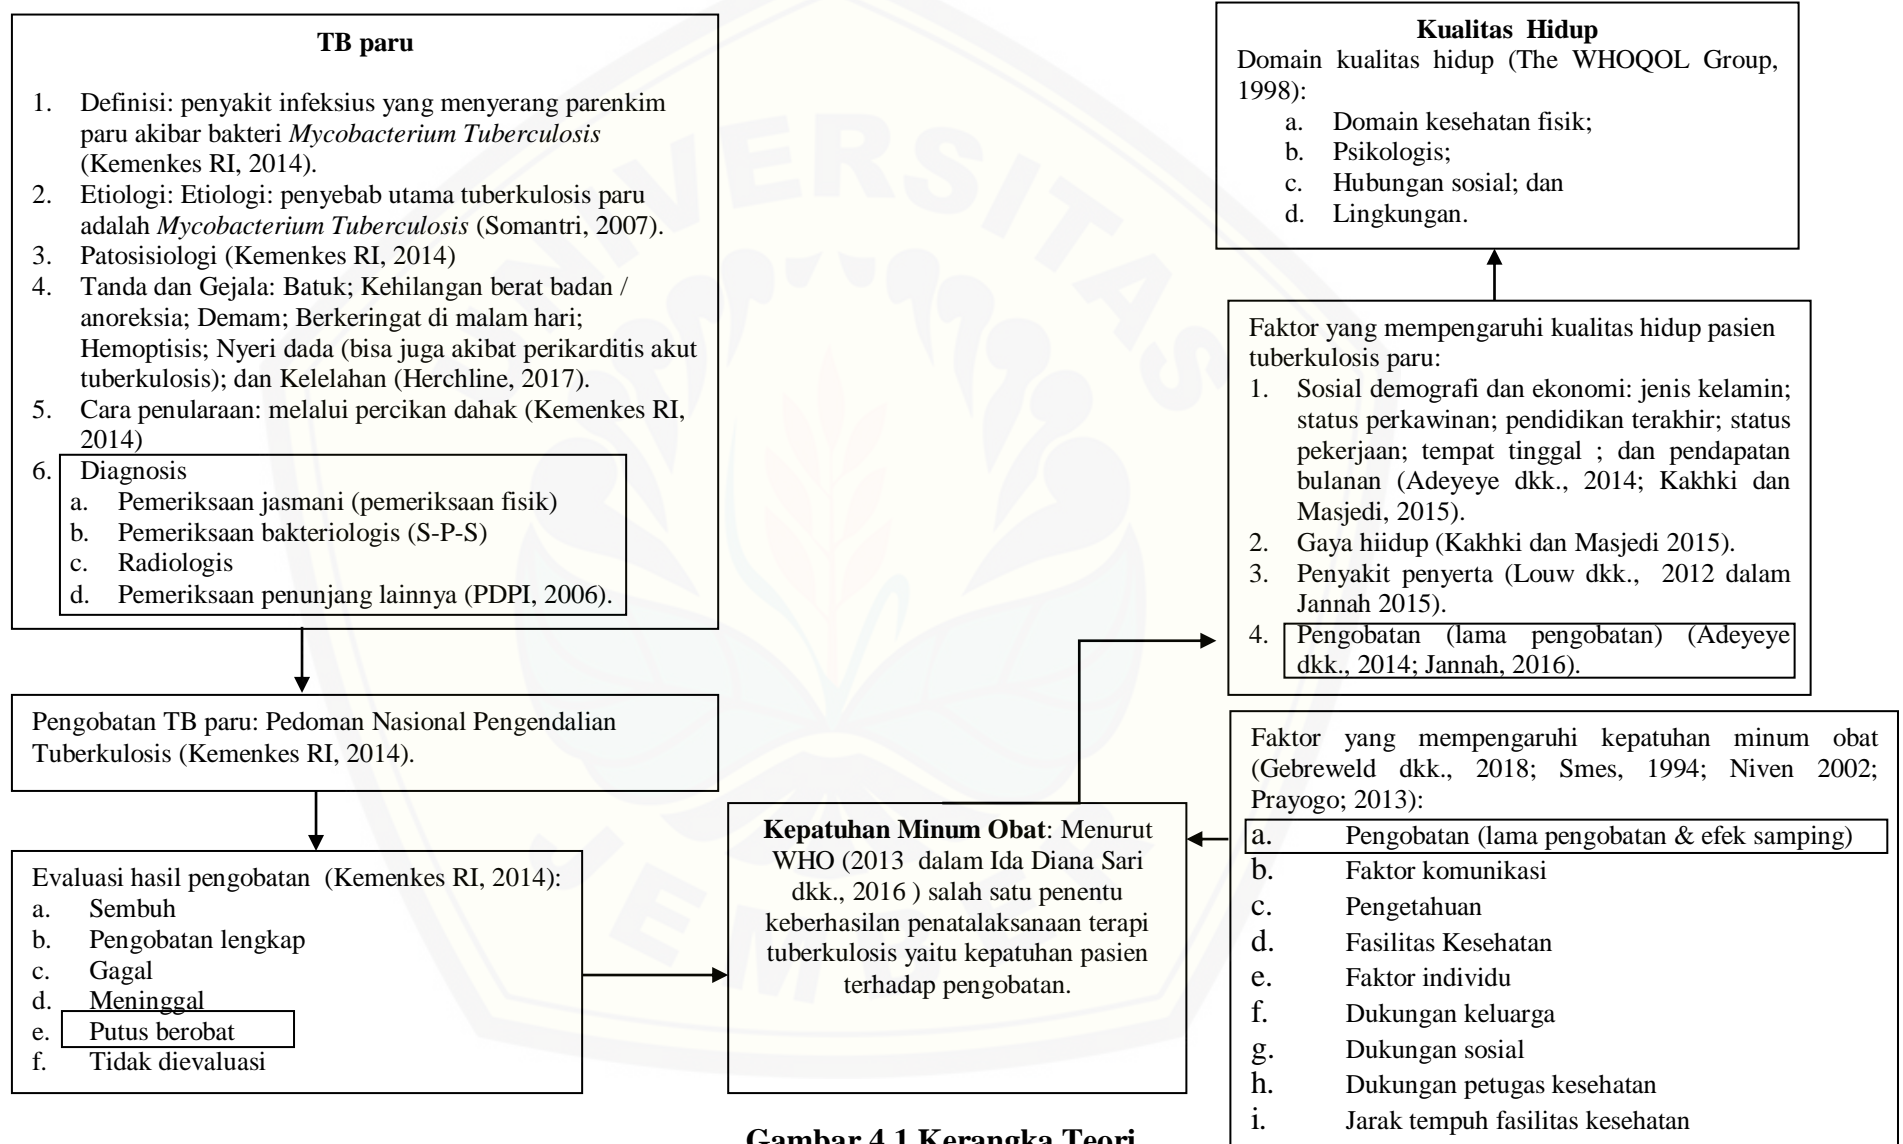 TB paru
1. Definisi: penyakit infeksius yang menyerang parenkim
paru akibar bakteri Mycobacterium Tuberculosis
(Kemenkes RI, 2014).
2. Etiologi: Etiologi: penyebab utama tuberkulosis paru
adalah Mycobacterium Tuberculosis (Somantri, 2007).
3. Patosisiologi (Kemenkes RI, 2014)
4. Tanda dan Gejala: Batuk; Kehilangan berat badan /
anoreksia; Demam; Berkeringat di malam hari;
Hemoptisis; Nyeri dada (bisa juga akibat perikarditis akut
tuberkulosis); dan Kelelahan (Herchline, 2017).
5. Cara penularaan: melalui percikan dahak (Kemenkes RI,
2014)
6. Diagnosis
a. Pemeriksaan jasmani (pemeriksaan fisik)
b. Pemeriksaan bakteriologis (S-P-S)
c. Radiologis
d. Pemeriksaan penunjang lainnya (PDPI, 2006).
Pengobatan TB paru: Pedoman Nasional Pengendalian
Tuberkulosis (Kemenkes RI, 2014).
Evaluasi hasil pengobatan (Kemenkes RI, 2014):
a. Sembuh
b. Pengobatan lengkap
c. Gagal
d. Meninggal
e. Putus berobat
f. Tidak dievaluasi
Kepatuhan Minum Obat: Menurut
WHO (2013 dalam Ida Diana Sari
dkk., 2016 ) salah satu penentu
keberhasilan penatalaksanaan terapi
tuberkulosis yaitu kepatuhan pasien
terhadap pengobatan.
Kualitas Hidup
Domain kualitas hidup (The WHOQOL Group,
1998):
a. Domain kesehatan fisik;
b. Psikologis;
c. Hubungan sosial; dan
d. Lingkungan.
Faktor yang mempengaruhi kualitas hidup pasien
tuberkulosis paru:
1. Sosial demografi dan ekonomi: jenis kelamin;
status perkawinan; pendidikan terakhir; status
pekerjaan; tempat tinggal ; dan pendapatan
bulanan (Adeyeye dkk., 2014; Kakhki dan
Masjedi, 2015).
2. Gaya hiidup (Kakhki dan Masjedi 2015).
3. Penyakit penyerta (Louw dkk., 2012 dalam
Jannah 2015).
4. Pengobatan (lama pengobatan) (Adeyeye
dkk., 2014; Jannah, 2016).
Faktor yang mempengaruhi kepatuhan minum obat
(Gebreweld dkk., 2018; Smes, 1994; Niven 2002;
Prayogo; 2013):
a. Pengobatan (lama pengobatan & efek samping)
b. Faktor komunikasi
c. Pengetahuan
d. Fasilitas Kesehatan
e. Faktor individu
f. Dukungan keluarga
g. Dukungan sosial
h. Dukungan petugas kesehatan
i. Jarak tempuh fasilitas kesehatan
Gambar 4.1 Kerangka Teori
UNIVERSITAS
JEMBER